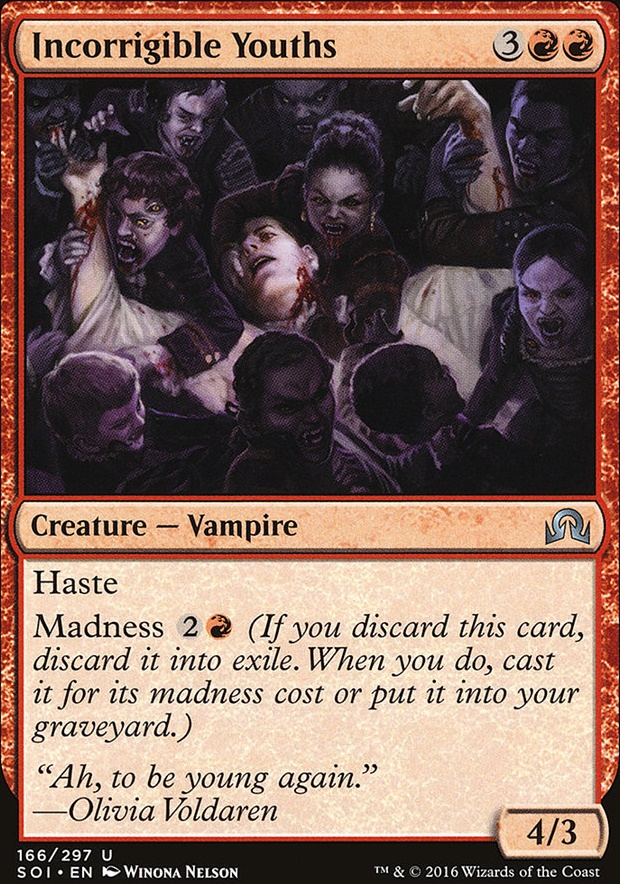 Incorrigible Youths 3
Creature — Vampire
Haste
Madness 2 (If you discard this card,
discard it into exile. When you do, cast
it for its madness cost or put it into your
graveyard.)
“Ah, to be young again.”
—Olivia Voldaren
4/3
166/297 U
SOI • EN Winona Nelson
™ & © 2016 Wizards of the Coast